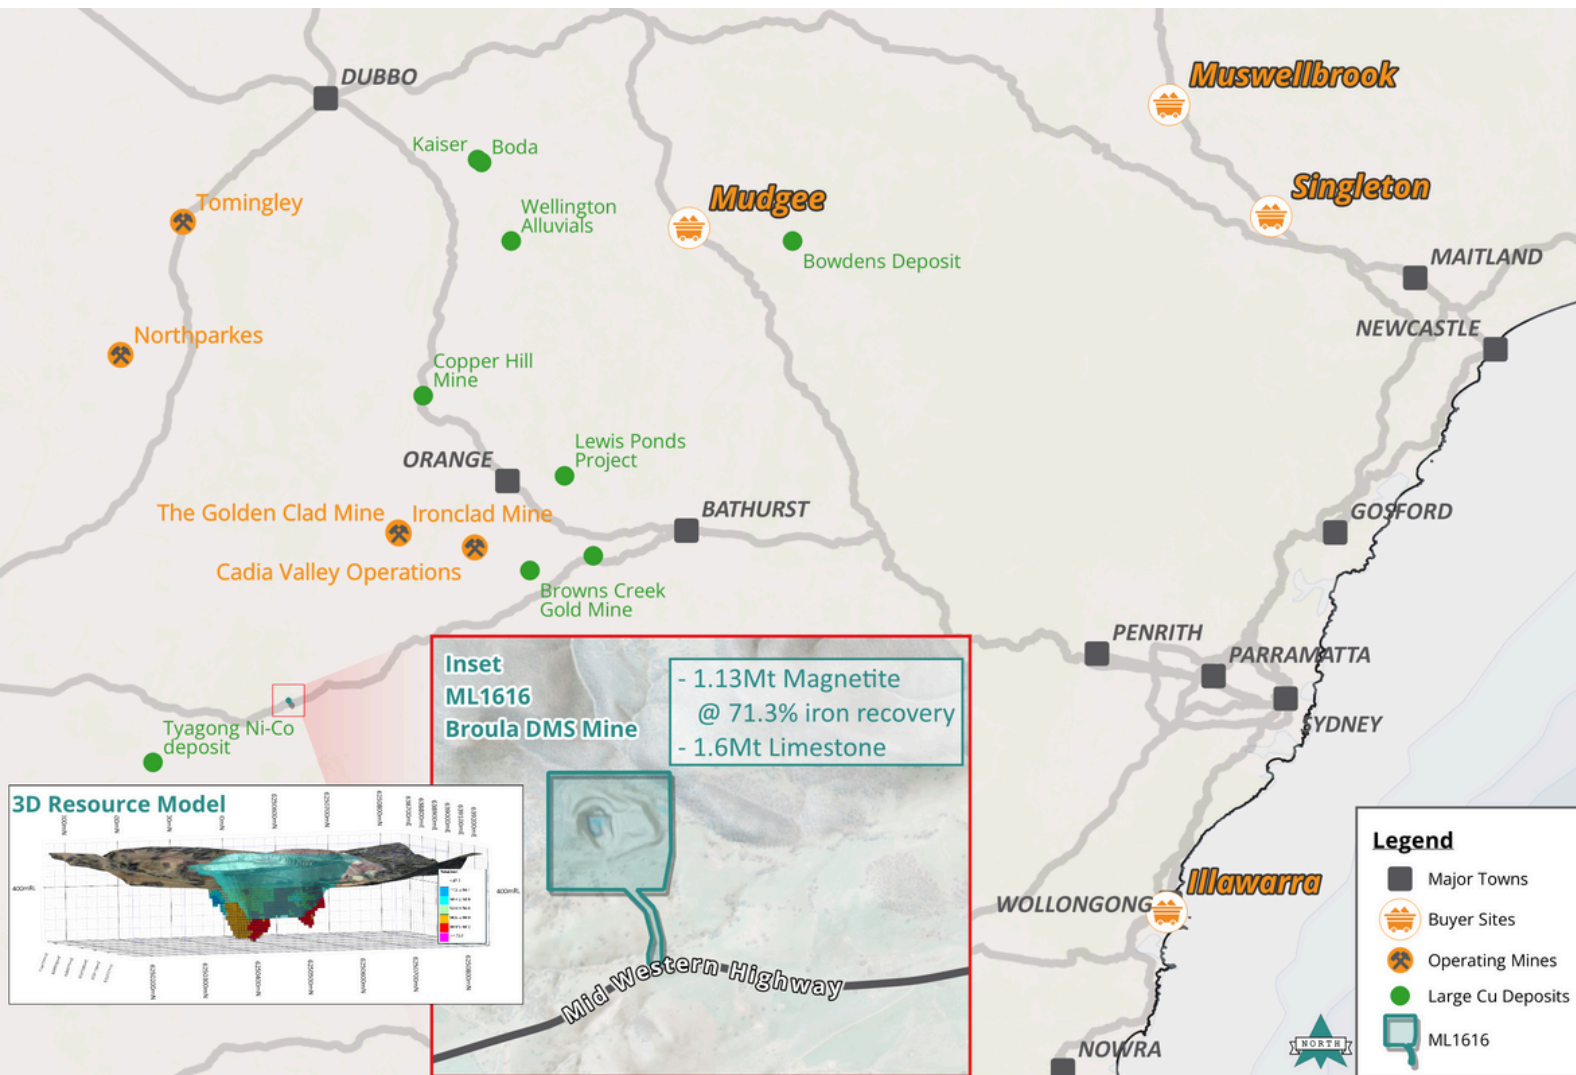 DUBBO
Muswellbrook
Kaiser
Boda
Tomingley
Wellington
Alluvials
Mudgee
Singleton
Bowdens Deposit
MAITLAND
NEWCASTLE
Northparkes
Copper Hill
Mine
Lewis Ponds
Project
ORANGE
BATHURST
GOSFORD
The Golden Clad Mine
Ironclad Mine
Cadia Valley Operations
Browns Creek
Gold Mine
PENRITH
PARRAMATTA
SYDNEY
Tyagong Ni-Co
deposit
Inset
ML1616
Broula DMS Mine
- 1.13Mt Magnetite
@ 71.3% iron recovery
- 1.6Mt Limestone
3D Resource Model
400mRL
400mRL
Mid Western Highway
WOLLONGONG
Illawarra
NOWRA
NORTH
Legend
Major Towns
Buyer Sites
Operating Mines
Large Cu Deposits
ML1616